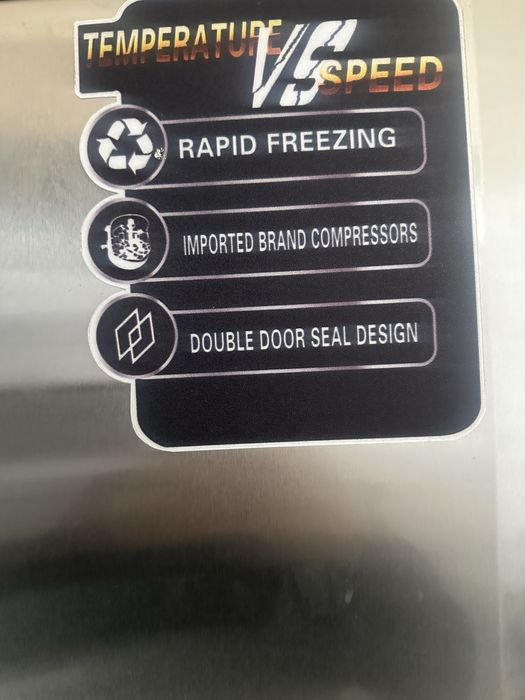 TEMPERATURE
VS
SPEED
RAPID FREEZING
IMPORTED BRAND COMPRESSORS
DOUBLE DOOR SEAL DESIGN